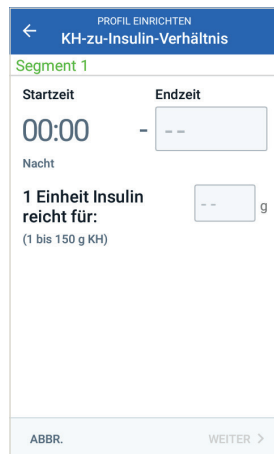 PROFIL EINRICHTEN
KH-zu-Insulin-Verhältnis
Segment 1
Startzeit Endzeit
00:00 - --
Nacht
1 Einheit Insulin -- g
reicht für:
(1 bis 150 g KH)
ABBR. WEITER >